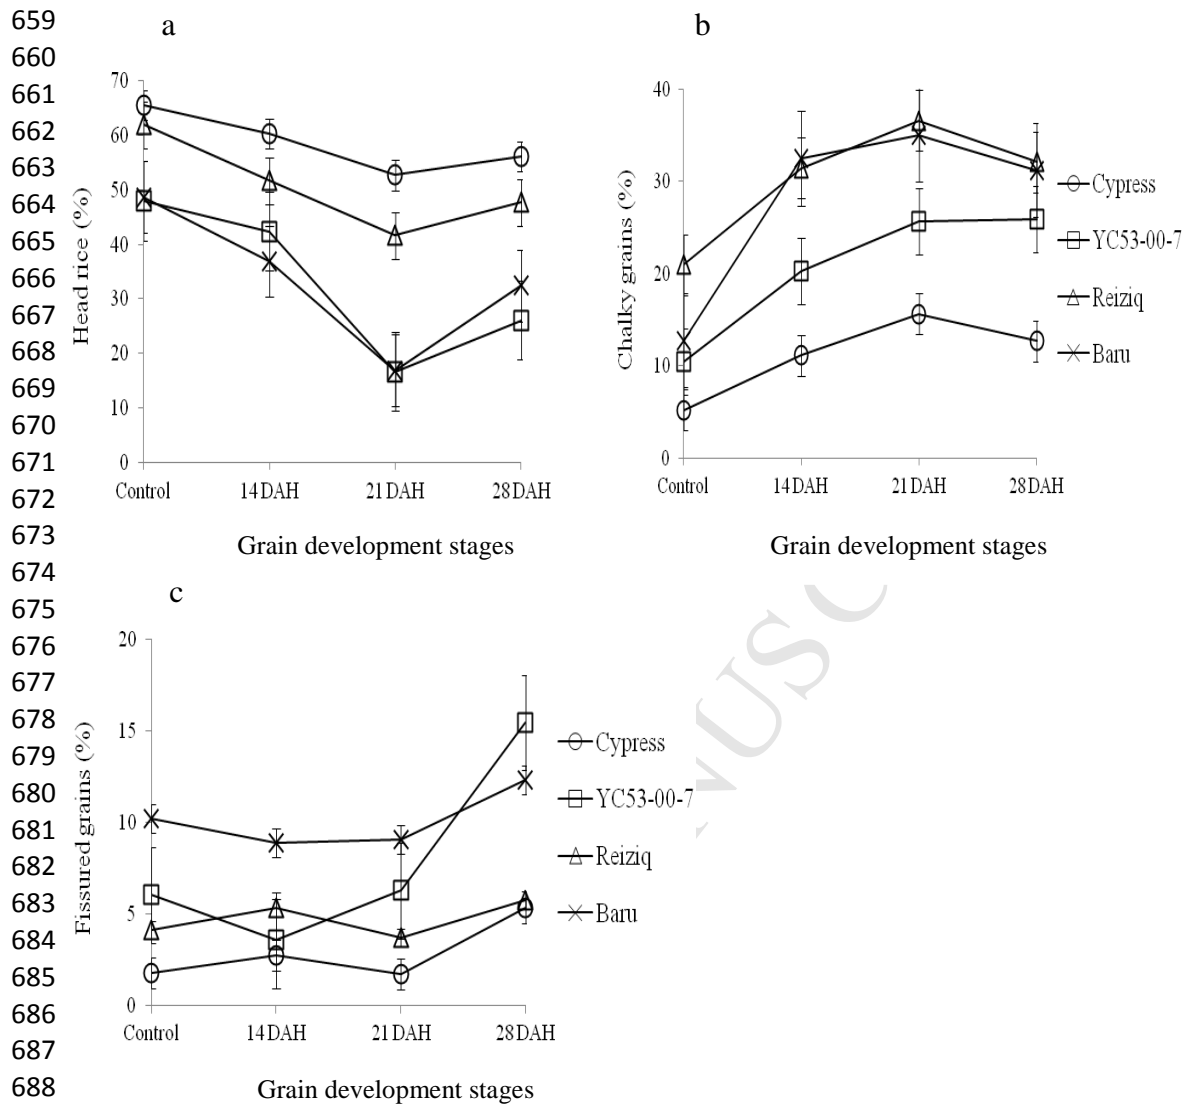 659
660
661
662
663
664
665
666
667
668
669
670
671
672
673
674
675
676
677
678
679
680
681
682
683
684
685
686
687
688
a
Head rice (%)
70
60
50
40
30
20
10
0
Control 14DAH 21DAH 28DAH
Grain development stages
b
Chalky grains (%)
40
30
20
10
0
Control 14DAH 21DAH 28DAH
Grain development stages
Cypress
YC53-00-7
Reiziq
Baru
c
Fissured grains (%)
20
15
10
5
0
Control 14DAH 21DAH 28DAH
Grain development stages
Cypress
YC53-00-7
Reiziq
Baru